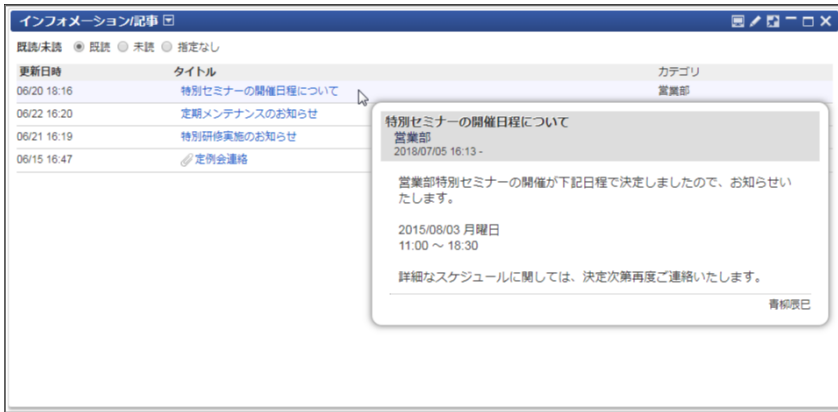 インフォメーション/記事
既読/未読 既読 未読 指定なし
更新日時 タイトル カテゴリ
06/20 18:16 特別セミナーの開催日程について 営業部
06/22 16:20 定期メンテナンスのお知らせ
06/21 16:19 特別研修実施のお知らせ
06/15 16:47 定例会連絡
特別セミナーの開催日程について
営業部
2018/07/05 16:13 -
営業部特別セミナーの開催が下記日程で決定しましたので、お知らせい
たします。
2015/08/03 月曜日
11:00 ～ 18:30
詳細なスケジュールに関しては、決定次第再度ご連絡いたします。
青柳辰巳